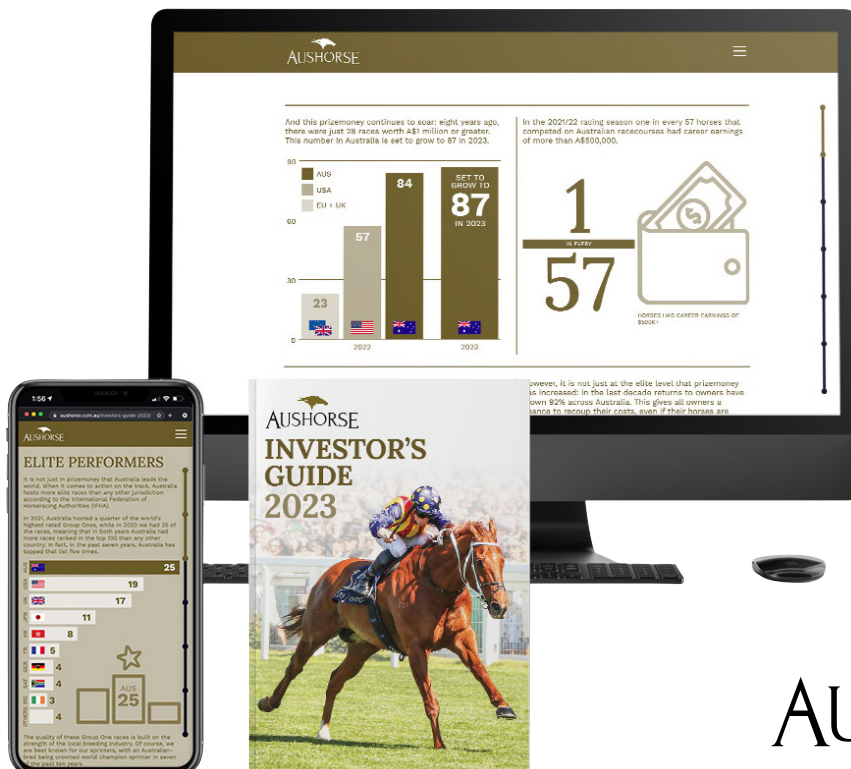 AUSHORSE
And this prizemoney continues to soar: eight years ago,
there were just 28 races worth A$1 million or greater.
This number in Australia is set to grow to 87 in 2023.
90
AUS
USA
EU + UK
60
30
0
23
57
84
SET TO
GROW TO
87
IN 2023
2022
2023
In the 2021/22 racing season one in every 57 horses that
competed on Australian racecourses had career earnings
of more than A$500,000.
1
IN EVERY
57
HORSES HAD CAREER EARNINGS OF
$500K+
However, it is not just at the elite level that prizemoney
has increased: in the last decade returns to owners have
grown 92% across Australia. This gives all owners a
chance to recoup their costs, even if their horses are
1:56
aushorse.com.au/investors-guide-2023/
AUSHORSE
ELITE PERFORMERS
It is not just in prizemoney that Australia leads the
world. When it comes to action on the track, Australia
hosts more elite races than any other jurisdiction
according to the International Federation of
Horseracing Authorities (IFHA).
In 2021, Australia hosted a quarter of the world's
highest rated Group Ones, while in 2020 we had 25 of
the races, meaning that in both years Australia had
more races ranked in the top 100 than any other
country. In fact, in the past seven years, Australia has
topped that list five times.
AUS 25
USA 19
UK 17
JPN 11
HK 8
FR 5
GER 4
SAF 4
IRE 3
OTHERS 4
AUS
25
The quality of these Group One races is built on the
strength of the local breeding industry. Of course, we
are best known for our sprinters, with an Australian-
bred being crowned world champion sprinter in seven
of the past ten years.
AUSHORSE
INVESTOR'S
GUIDE
2023
AU